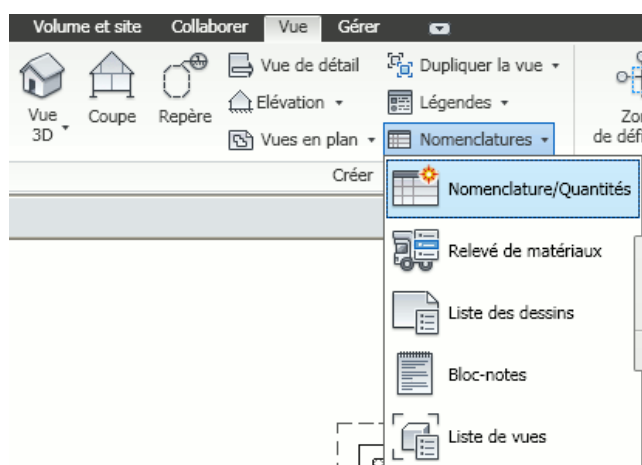 Volume et site Collaborer Vue Gérer
Vue de détail Dupliquer la vue
Vue 3D Coupe Repère Elévation Légendes
Vues en plan Nomenclatures
Créer
Nomenclature/Quantités
Relevé de matériaux
Liste des dessins
Bloc-notes
Liste de vues